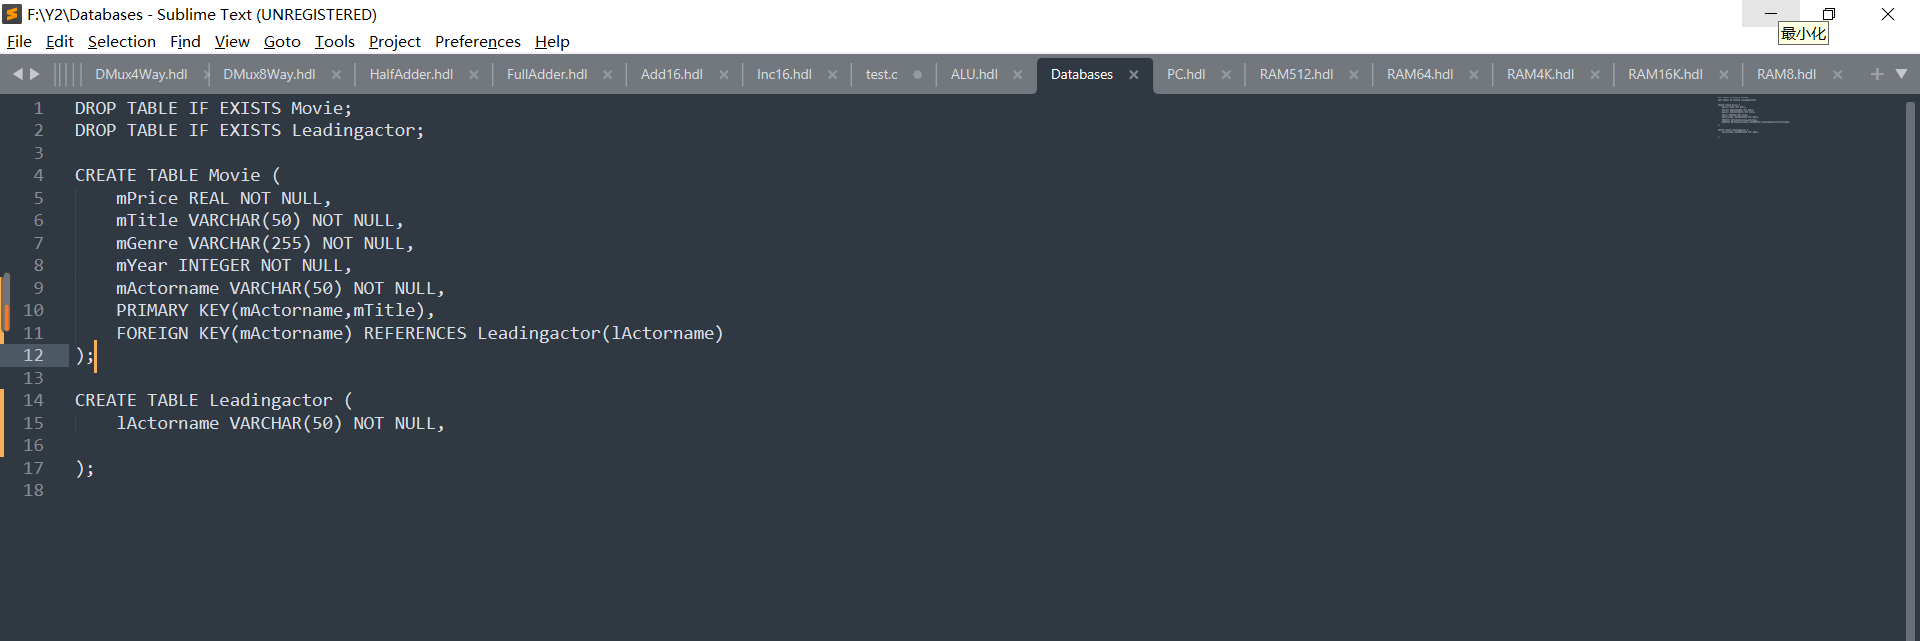 F:\Y2\Databases - Sublime Text (UNREGISTERED)
最小化
File Edit Selection Find View Goto Tools Project Preferences Help
DMux4Way.hdl DMux8Way.hdl HalfAdder.hdl FullAdder.hdl Add16.hdl Inc16.hdl test.c ALU.hdl Databases PC.hdl RAM512.hdl RAM64.hdl RAM4K.hdl RAM16K.hdl RAM8.hdl
1 DROP TABLE IF EXISTS Movie;
2 DROP TABLE IF EXISTS Leadingactor;
3
4 CREATE TABLE Movie (
5 mPrice REAL NOT NULL,
6 mTitle VARCHAR(50) NOT NULL,
7 mGenre VARCHAR(255) NOT NULL,
8 mYear INTEGER NOT NULL,
9 mActorname VARCHAR(50) NOT NULL,
10 PRIMARY KEY(mActorname,mTitle),
11 FOREIGN KEY(mActorname) REFERENCES Leadingactor(lActorname)
12 );
13
14 CREATE TABLE Leadingactor (
15 lActorname VARCHAR(50) NOT NULL,
16
17 );
18